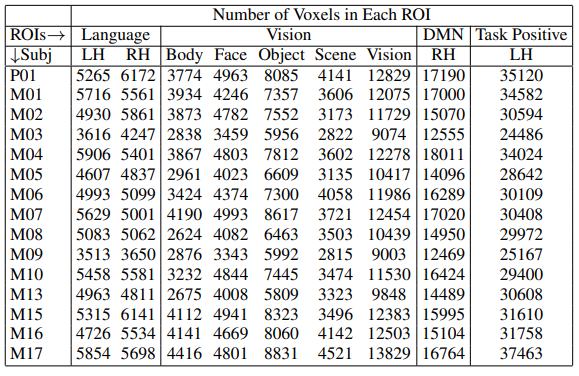 Number of Voxels in Each ROI
ROIs→ Language Vision DMN Task Positive
↓Subj LH RH Body Face Object Scene Vision RH LH
P01 5265 6172 3774 4963 8085 4141 12829 17190 35120
M01 5716 5561 3934 4246 7357 3606 12075 17000 34582
M02 4930 5861 3873 4782 7552 3173 11729 15070 30594
M03 3616 4247 2838 3459 5956 2822 9074 12555 24486
M04 5906 5401 3867 4803 7812 3602 12278 18011 34024
M05 4607 4837 2961 4023 6609 3135 10417 14096 28642
M06 4993 5099 3424 4374 7300 4058 11986 16289 30109
M07 5629 5001 4190 4993 8617 3721 12454 17020 30408
M08 5083 5062 2624 4082 6463 3503 10439 14950 29972
M09 3513 3650 2876 3343 5992 2815 9003 12469 25167
M10 5458 5581 3232 4844 7445 3474 11530 16424 29400
M13 4963 4811 2675 4008 5809 3323 9848 14489 30608
M15 5315 6141 4112 4941 8323 3496 12383 15995 31610
M16 4726 5534 4141 4669 8060 4142 12503 15104 31758
M17 5854 5698 4416 4801 8831 4521 13829 16764 37463